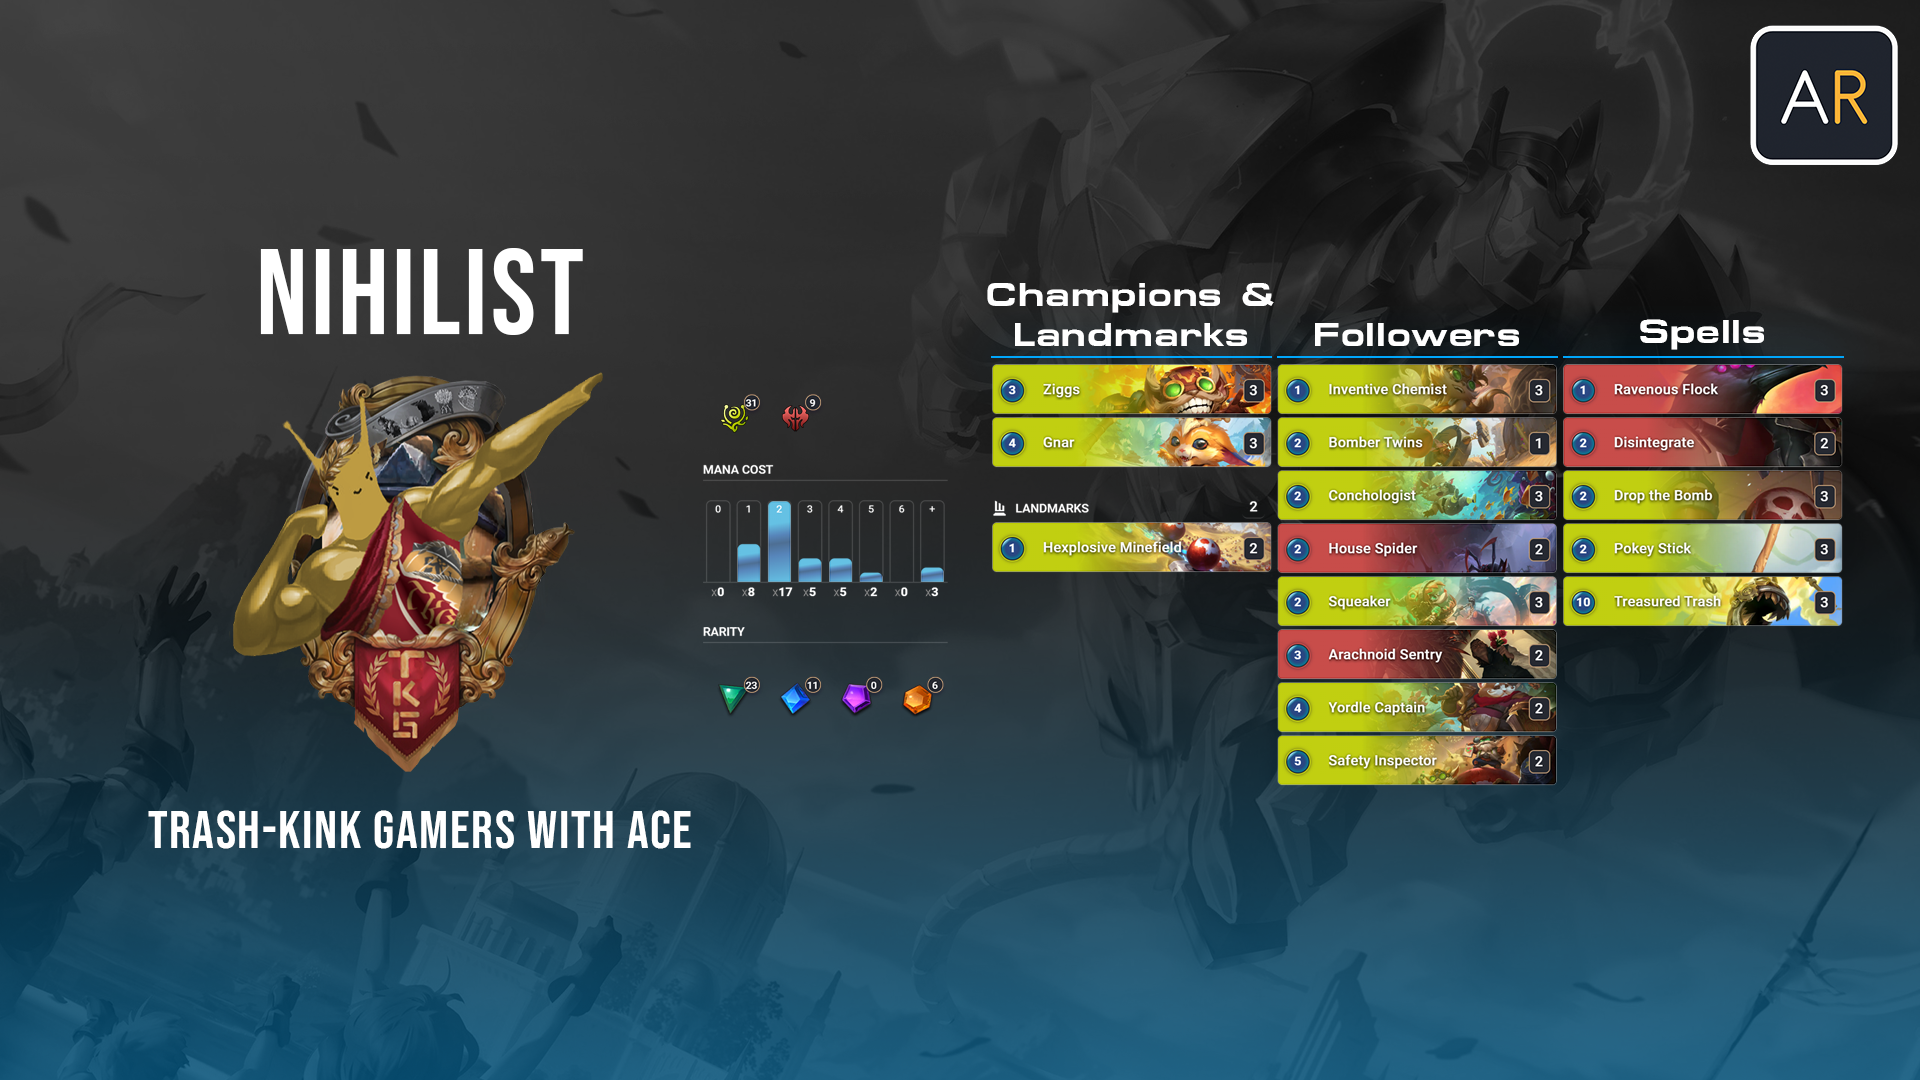 AR
NIHILIST
TKG
TRASH-KINK GAMERS WITH ACE
31 9
MANA COST
0 1 2 3 4 5 6 +
x0 x8 x17 x5 x5 x2 x0 x3
RARITY
23 11 0 6
Champions &
Landmarks
3 Ziggs 3
4 Gnar 3
LANDMARKS 2
1 Hexplosive Minefield 2
Followers
1 Inventive Chemist 3
2 Bomber Twins 1
2 Conchologist 3
2 House Spider 2
2 Squeaker 3
3 Arachnoid Sentry 2
4 Yordle Captain 2
5 Safety Inspector 2
Spells
1 Ravenous Flock 3
2 Disintegrate 2
2 Drop the Bomb 3
2 Pokey Stick 3
10 Treasured Trash 3